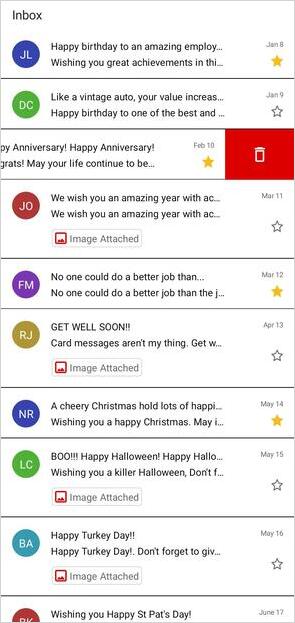 Inbox
JL
Happy birthday to an amazing employ...
Jan 8
Wishing you great achievements in thi...
DC
Like a vintage auto, your value increas...
Jan 9
Happy birthday to one of the best and ...
py Anniversary! Happy Anniversary!
Feb 10
grats! May your life continue to be...
JO
We wish you an amazing year with ac...
Mar 11
We wish you an amazing year with ac...
Image Attached
FM
No one could do a better job than...
Mar 12
No one could do a better job than the j...
RJ
GET WELL SOON!!
Apr 13
Card messages aren't my thing. Get w...
Image Attached
NR
A cheery Christmas hold lots of happi...
May 14
Wishing you a happy Christmas. May i...
LC
BOO!!! Happy Halloween! Happy Hallo...
May 15
Wishing you a killer Halloween, Don't f...
Image Attached
BA
Happy Turkey Day!!
May 16
Happy Turkey Day!. Don't forget to giv...
Image Attached
RK
Wishing you Happy St Pat's Day!
June 17